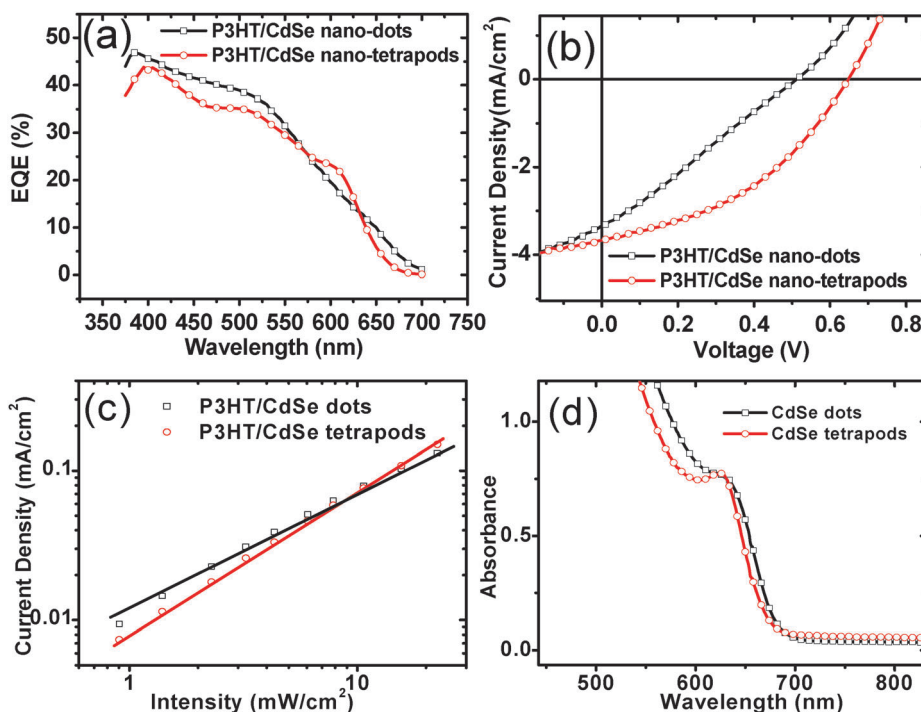 (a)
P3HT/CdSe nano-dots
P3HT/CdSe nano-tetrapods
EQE (%)
50
40
30
20
10
0
350 400 450 500 550 600 650 700 750
Wavelength (nm)
(b)
P3HT/CdSe nano-dots
P3HT/CdSe nano-tetrapods
Current Density(mA/cm²)
0
-2
-4
0.0 0.2 0.4 0.6 0.8
Voltage (V)
(c)
P3HT/CdSe dots
P3HT/CdSe tetrapods
Current Density (mA/cm²)
0.1
0.01
1 10
Intensity (mW/cm²)
(d)
CdSe dots
CdSe tetrapods
Absorbance
1.0
0.5
0.0
500 600 700 800
Wavelength (nm)